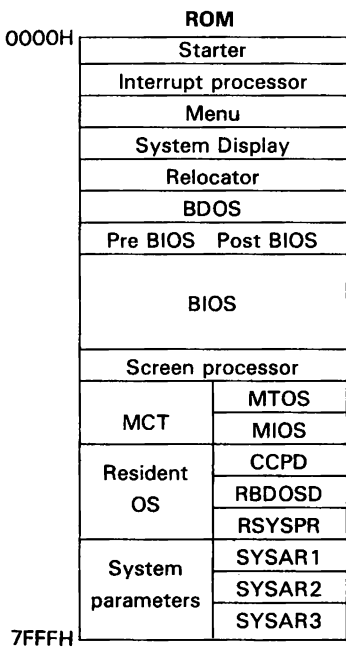 ROM
0000H
Starter
Interrupt processor
Menu
System Display
Relocator
BDOS
Pre BIOS Post BIOS
BIOS
Screen processor
MCT
MTOS
MIOS
Resident
OS
CCPD
RBDOSD
RSYSPR
System
parameters
SYSAR1
SYSAR2
SYSAR3
7FFFH